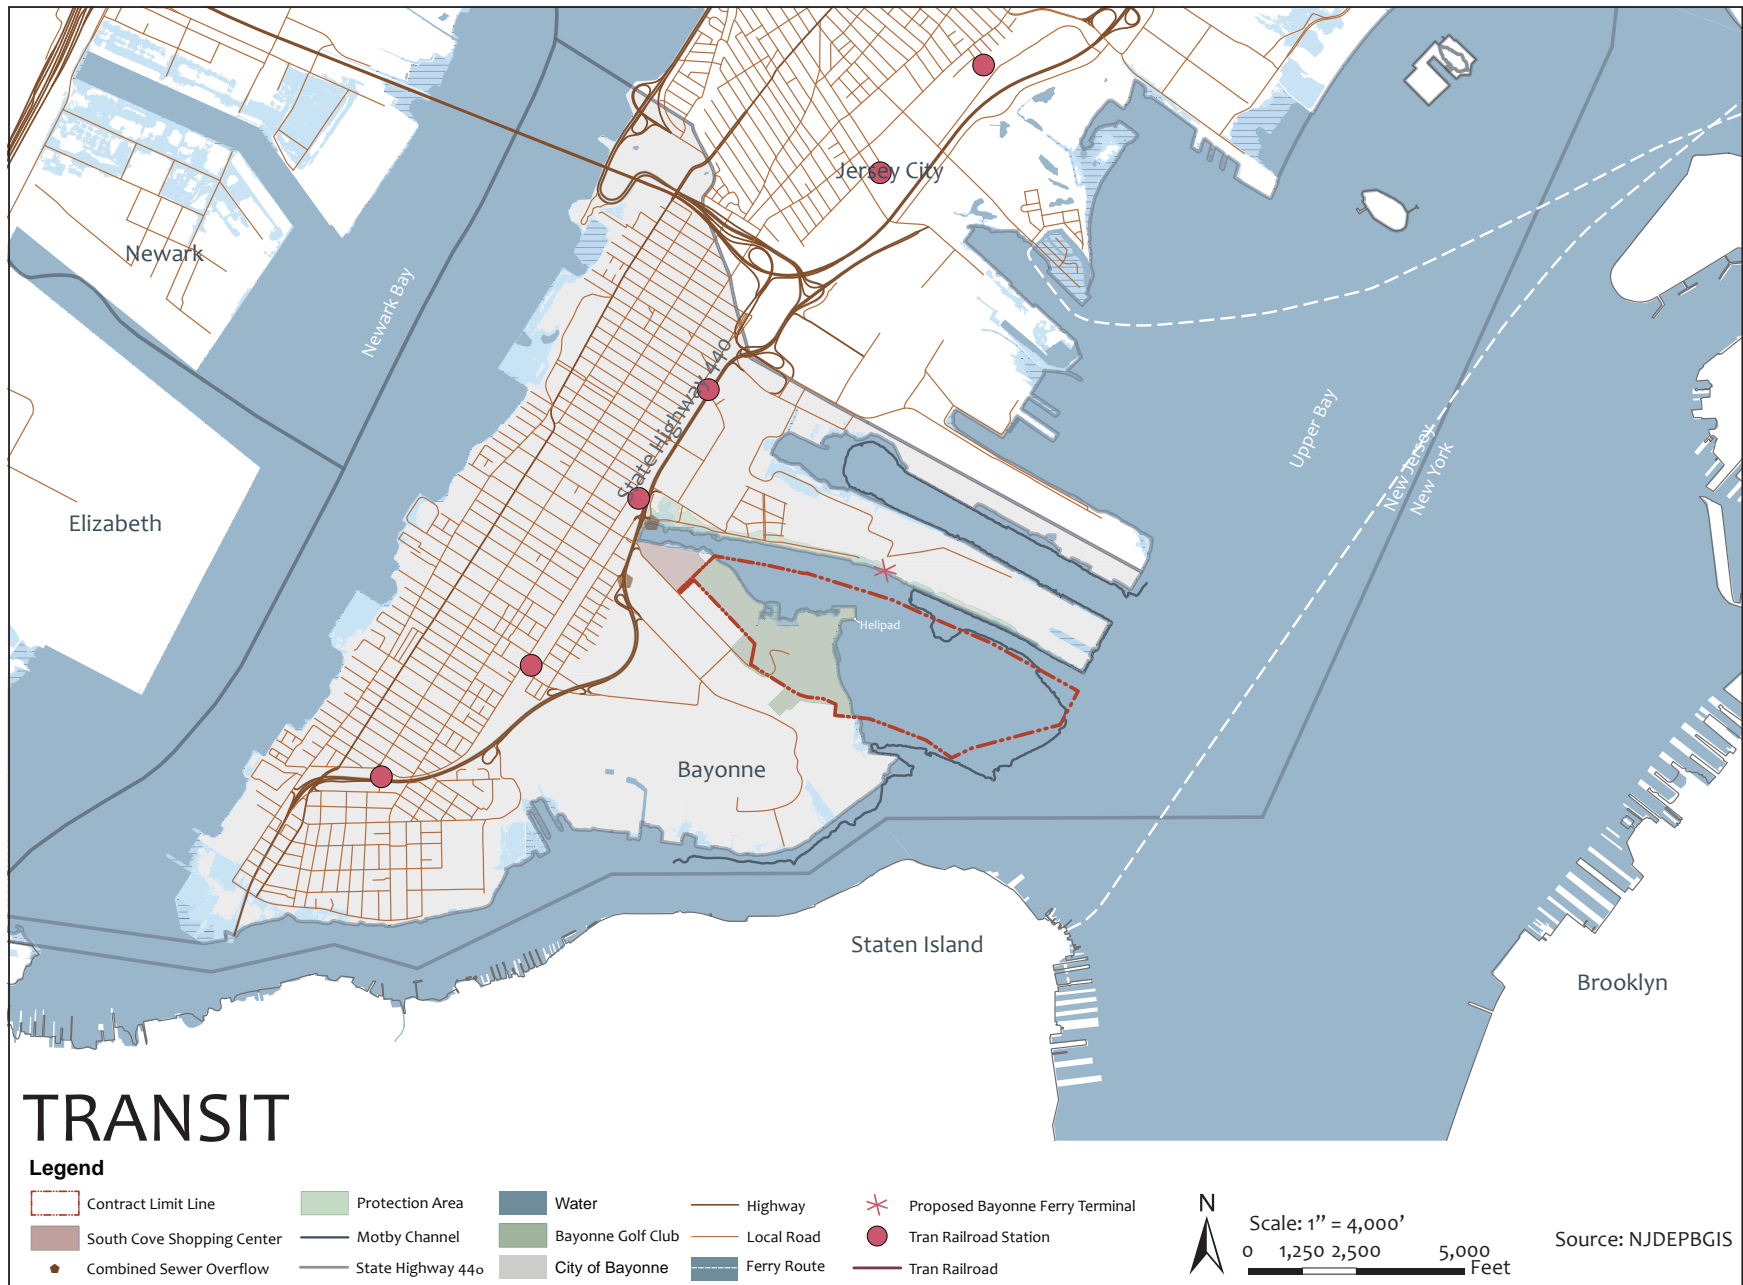 Jersey City
Newark
Newark Bay
State Highway 440
Upper Bay
New Jersey
New York
Elizabeth
Helipad
Bayonne
Staten Island
Brooklyn
TRANSIT
Legend
Contract Limit Line
South Cove Shopping Center
Combined Sewer Overflow
Protection Area
Motby Channel
State Highway 440
Water
Bayonne Golf Club
City of Bayonne
Highway
Local Road
Ferry Route
Proposed Bayonne Ferry Terminal
Tran Railroad Station
Tran Railroad
N
Scale: 1’’ = 4,000’
0 1,250 2,500 5,000
Feet
Source: NJDEPBGIS